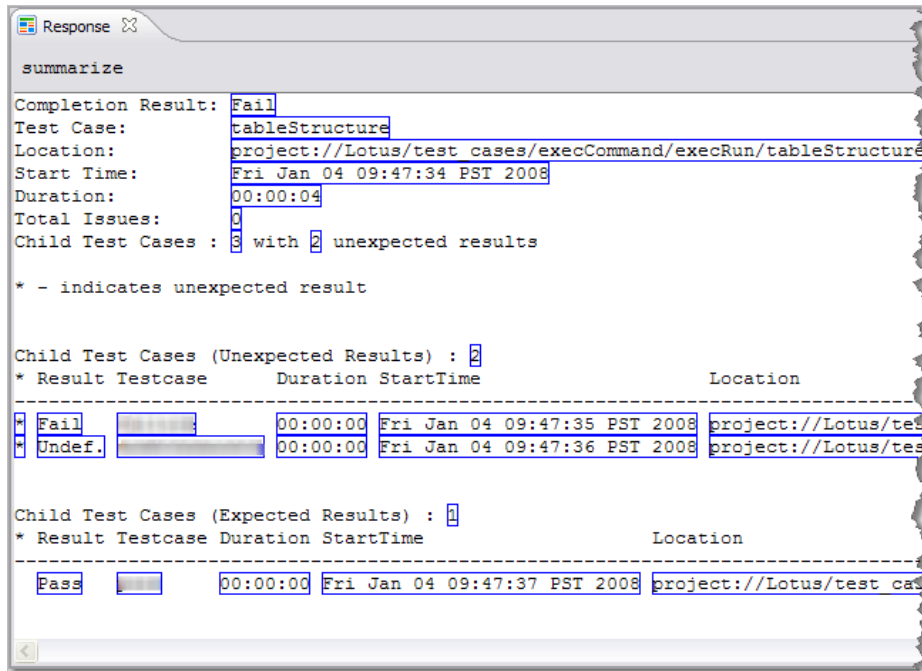 Response
summarize
Completion Result: Fail
Test Case: tableStructure
Location: project://Lotus/test_cases/execCommand/execRun/tableStructure
Start Time: Fri Jan 04 09:47:34 PST 2008
Duration: 00:00:04
Total Issues: 0
Child Test Cases : 3 with 2 unexpected results
* - indicates unexpected result
Child Test Cases (Unexpected Results) : 2
* Result Testcase Duration StartTime Location
--------------------------------------------------------------------------------
* Fail 00:00:00 Fri Jan 04 09:47:35 PST 2008 project://Lotus/tes
* Undef. 00:00:00 Fri Jan 04 09:47:36 PST 2008 project://Lotus/tes
Child Test Cases (Expected Results) : 1
* Result Testcase Duration StartTime Location
--------------------------------------------------------------------------------
Pass 00:00:00 Fri Jan 04 09:47:37 PST 2008 project://Lotus/test_ca